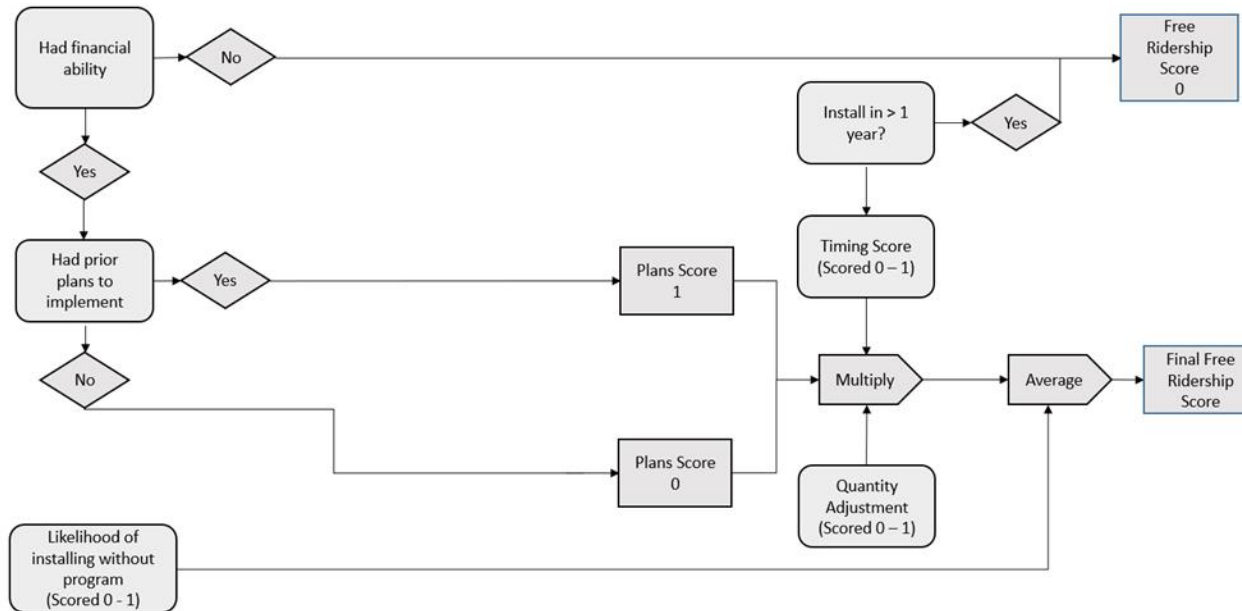 Had financial
ability
No
Free
Ridership
Score
0
Install in > 1
year?
Yes
Yes
Had prior
plans to
implement
Yes
Plans Score
1
Timing Score
(Scored 0 – 1)
No
Multiply
Average
Final Free
Ridership
Score
Plans Score
0
Quantity
Adjustment
(Scored 0 – 1)
Likelihood of
installing without
program
(Scored 0 - 1)